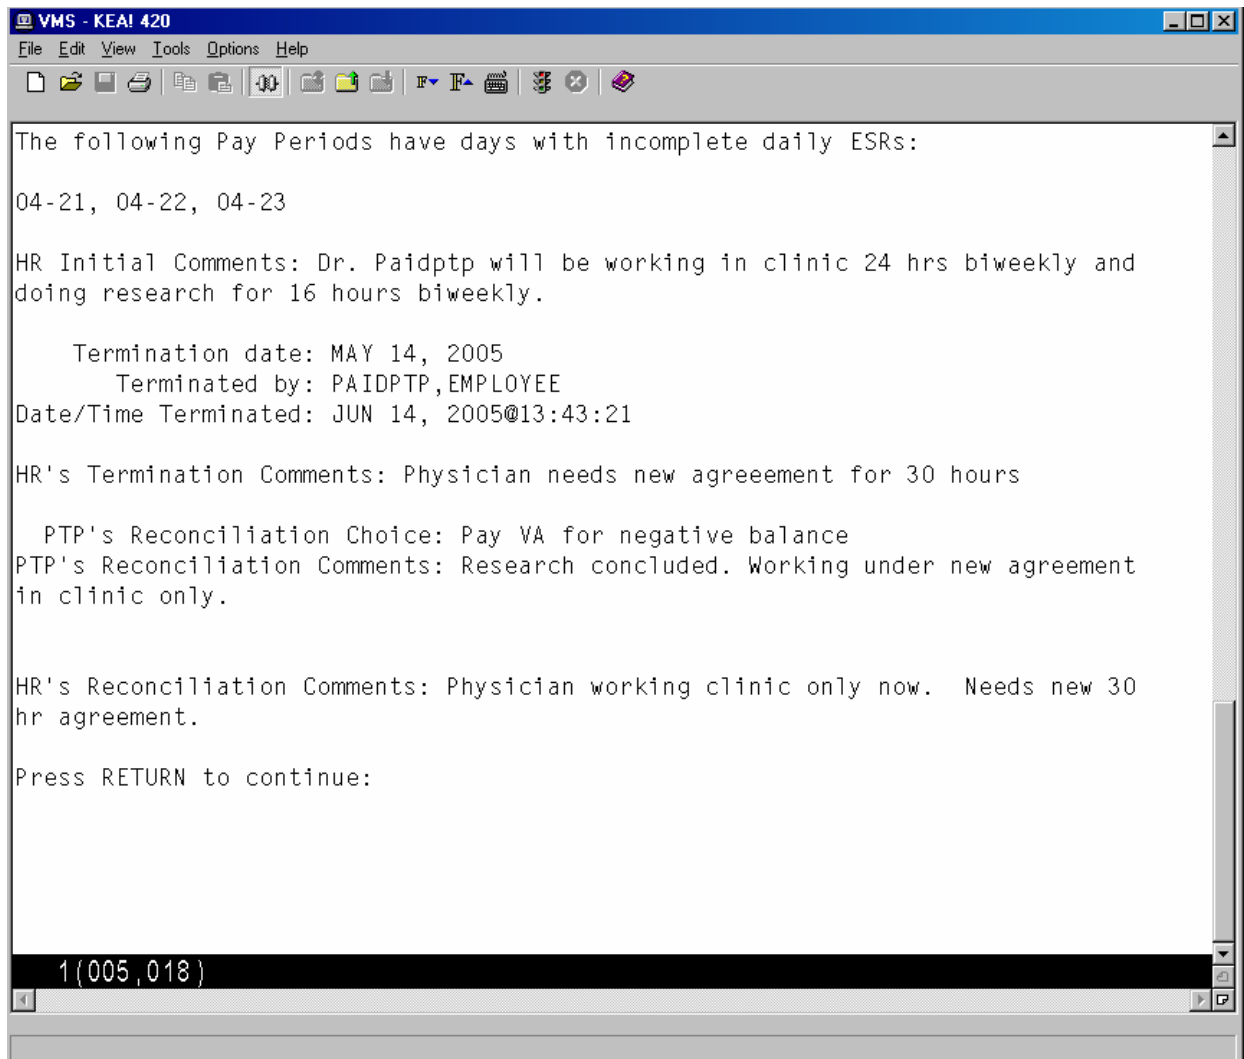 VMS - KEA! 420
File Edit View Tools Options Help
The following Pay Periods have days with incomplete daily ESRs:
04-21, 04-22, 04-23
HR Initial Comments: Dr. Paidptp will be working in clinic 24 hrs biweekly and
doing research for 16 hours biweekly.
Termination date: MAY 14, 2005
Terminated by: PAIDPTP,EMPLOYEE
Date/Time Terminated: JUN 14, 2005@13:43:21
HR's Termination Comments: Physician needs new agreeement for 30 hours
PTP's Reconciliation Choice: Pay VA for negative balance
PTP's Reconciliation Comments: Research concluded. Working under new agreement
in clinic only.
HR's Reconciliation Comments: Physician working clinic only now.  Needs new 30
hr agreement.
Press RETURN to continue:
1(005,018)